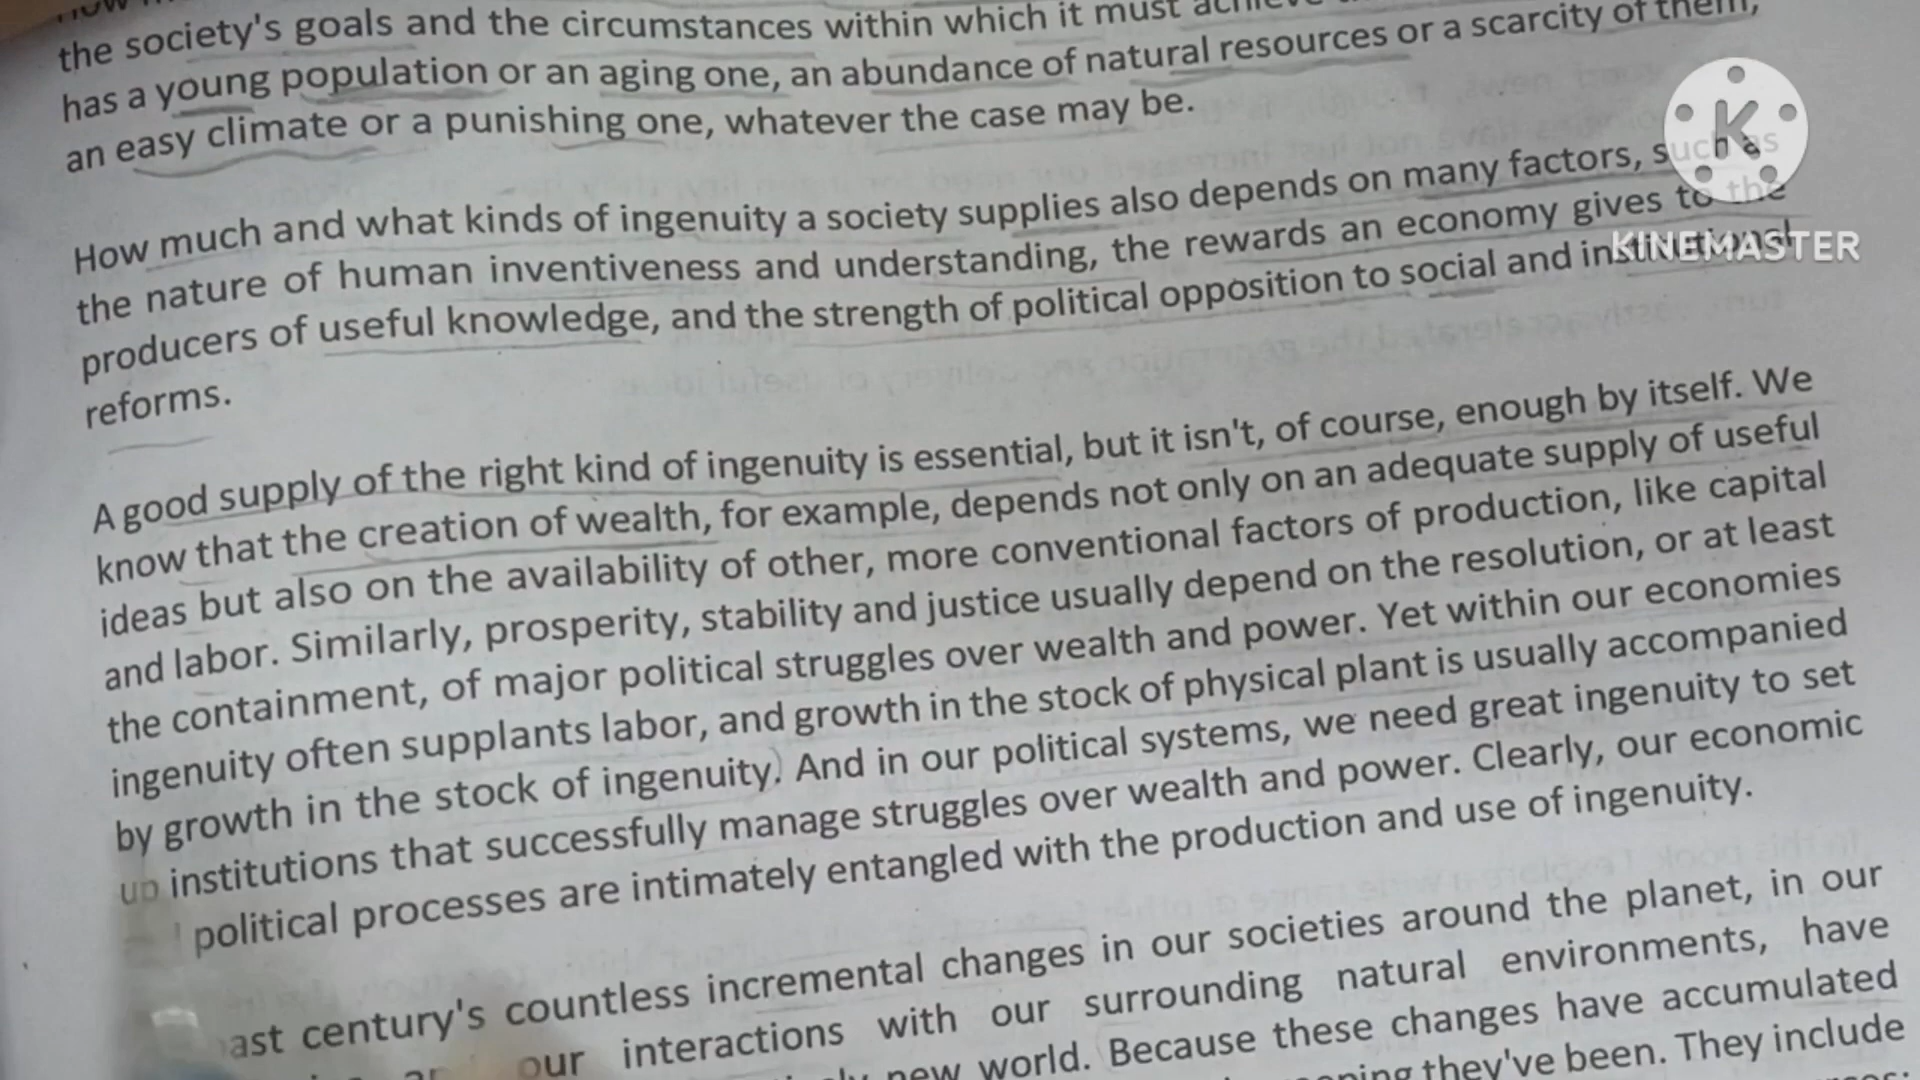 the society's goals and the circumstances within which it must
has a young population or an aging one, an abundance of natural resources or a scarcity of them,
an easy climate or a punishing one, whatever the case may be.
How much and what kinds of ingenuity a society supplies also depends on many factors, such as
the nature of human inventiveness and understanding, the rewards an economy gives to the
producers of useful knowledge, and the strength of political opposition to social and institutional
reforms.
A good supply of the right kind of ingenuity is essential, but it isn't, of course, enough by itself. We
know that the creation of wealth, for example, depends not only on an adequate supply of useful
ideas but also on the availability of other, more conventional factors of production, like capital
and labor. Similarly, prosperity, stability and justice usually depend on the resolution, or at least
the containment, of major political struggles over wealth and power. Yet within our economies
ingenuity often supplants labor, and growth in the stock of physical plant is usually accompanied
by growth in the stock of ingenuity. And in our political systems, we need great ingenuity to set
up institutions that successfully manage struggles over wealth and power. Clearly, our economic
political processes are intimately entangled with the production and use of ingenuity.
century's countless incremental changes in our societies around the planet, in our
our interactions with our surrounding natural environments, have
new world. Because these changes have accumulated
they've been. They include
K
KINEMASTER